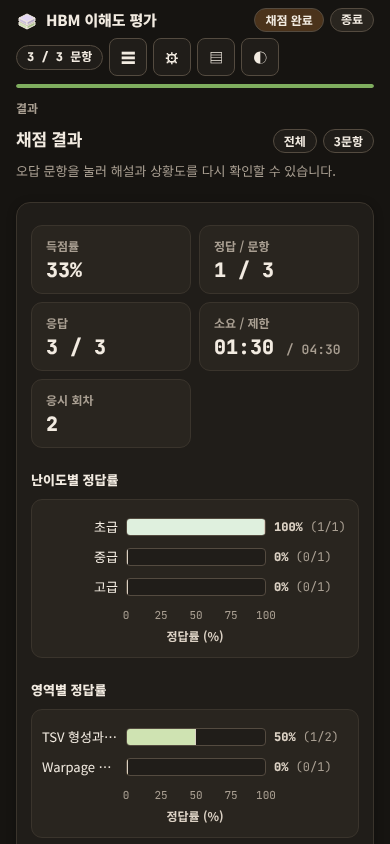 HBM 이해도 평가
채점 완료
종료
3 / 3 문항
결과
채점 결과
전체
3문항
오답 문항을 눌러 해설과 상황도를 다시 확인할 수 있습니다.
득점률
33%
정답 / 문항
1 / 3
응답
3 / 3
소요 / 제한
01:30 / 04:30
응시 회차
2
난이도별 정답률
초급 100% (1/1)
중급 0% (0/1)
고급 0% (0/1)
0 25 50 75 100
정답률 (%)
영역별 정답률
TSV 형성과… 50% (1/2)
Warpage … 0% (0/1)
0 25 50 75 100
정답률 (%)